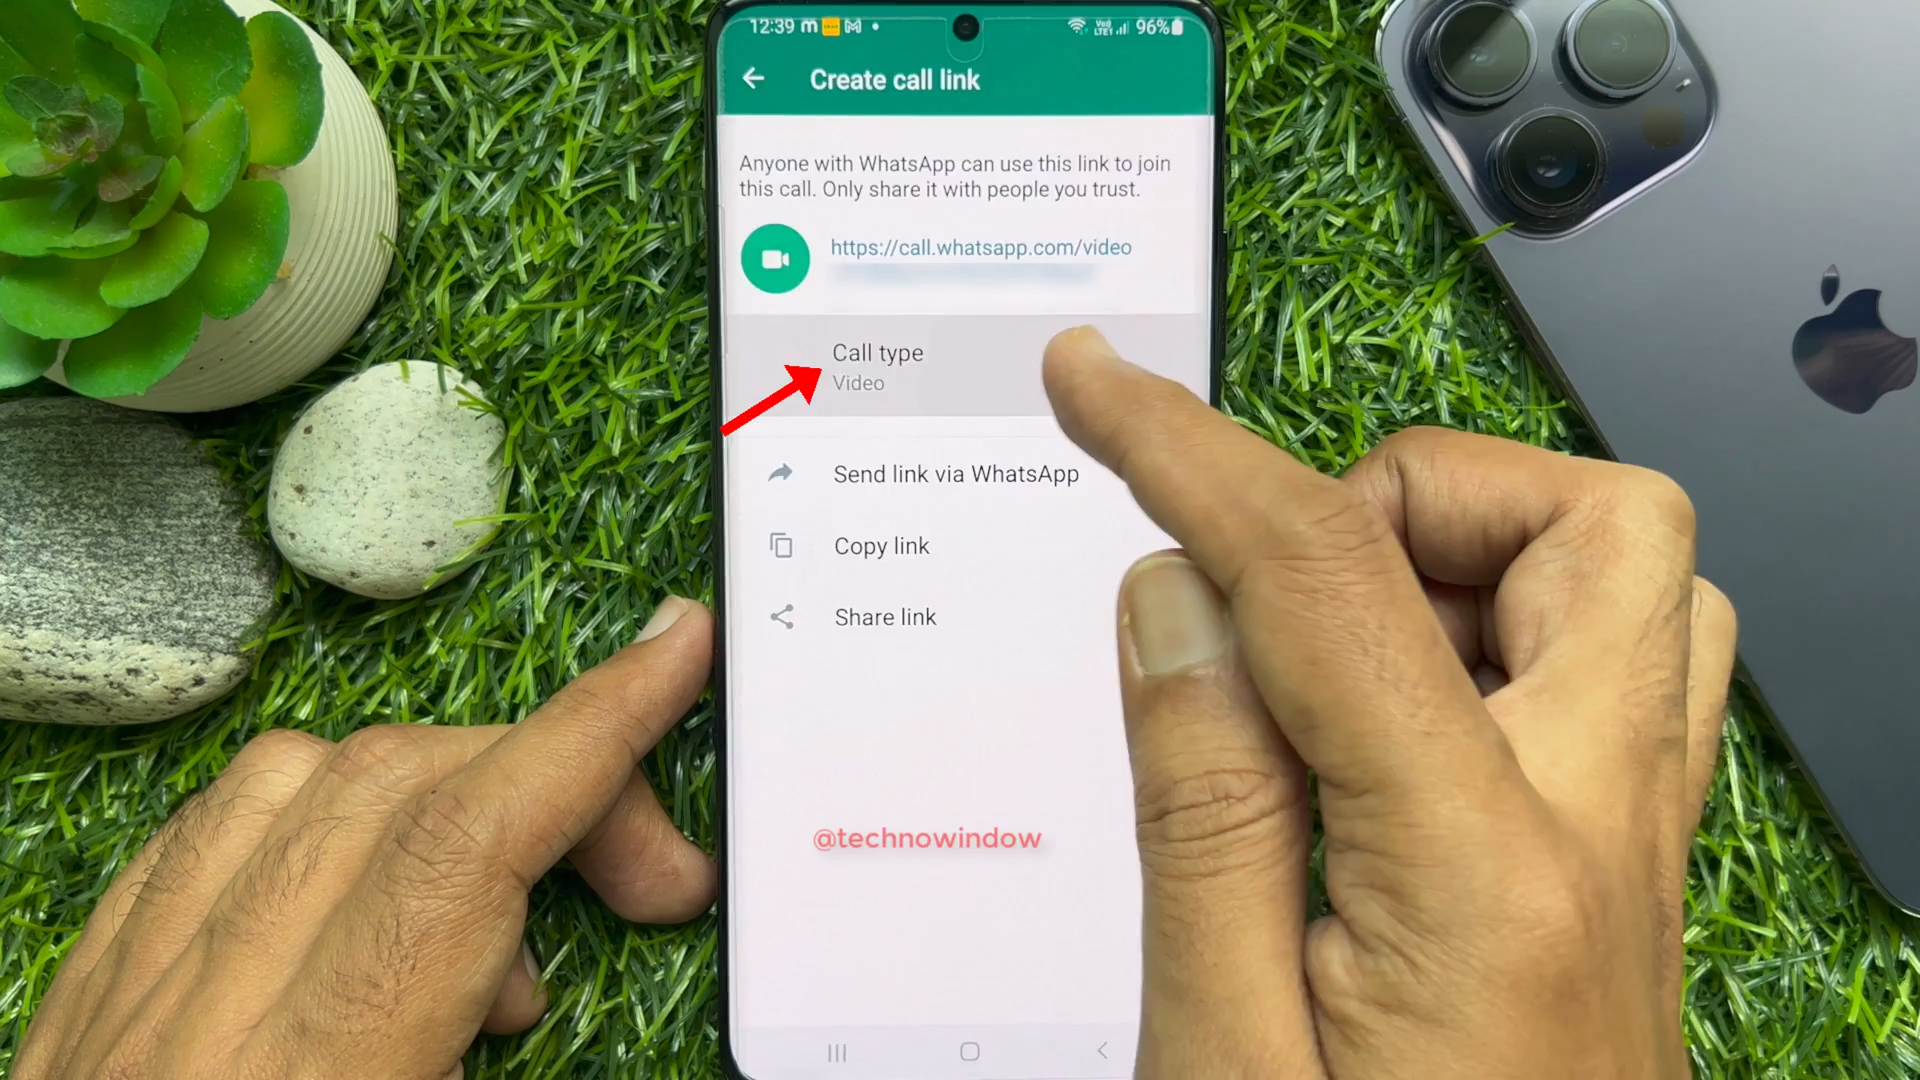 12:39 m
96%
Create call link
Anyone with WhatsApp can use this link to join
this call. Only share it with people you trust.
https://call.whatsapp.com/video
Call type
Video
Send link via WhatsApp
Copy link
Share link
@technowindow